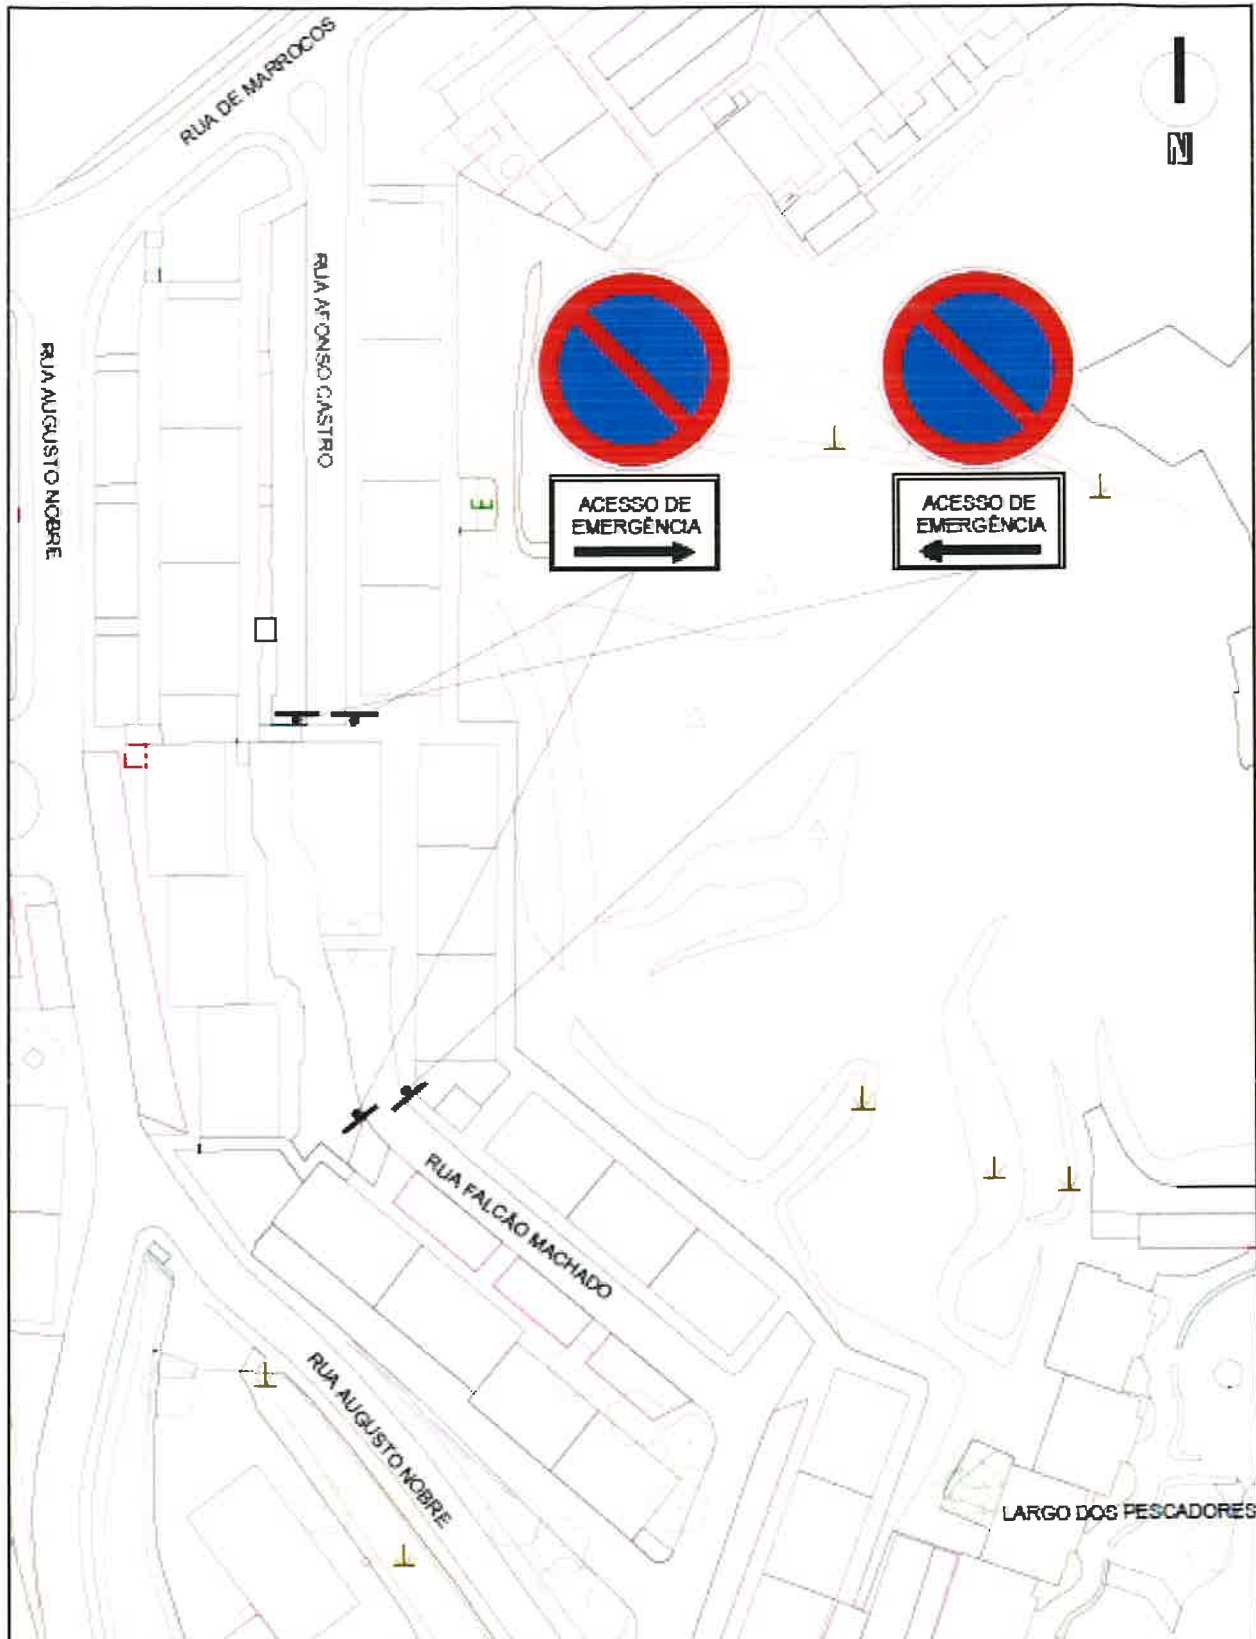 RUA DE MARROCOS
N
RUA AFONSO CASTRO
RUA AUGUSTO NOBRE
ACESSO DE
EMERGÊNCIA
ACESSO DE
EMERGÊNCIA
E
RUA FALCÃO MACHADO
RUA AUGUSTO NOBRE
LARGO DOS PESCADORES